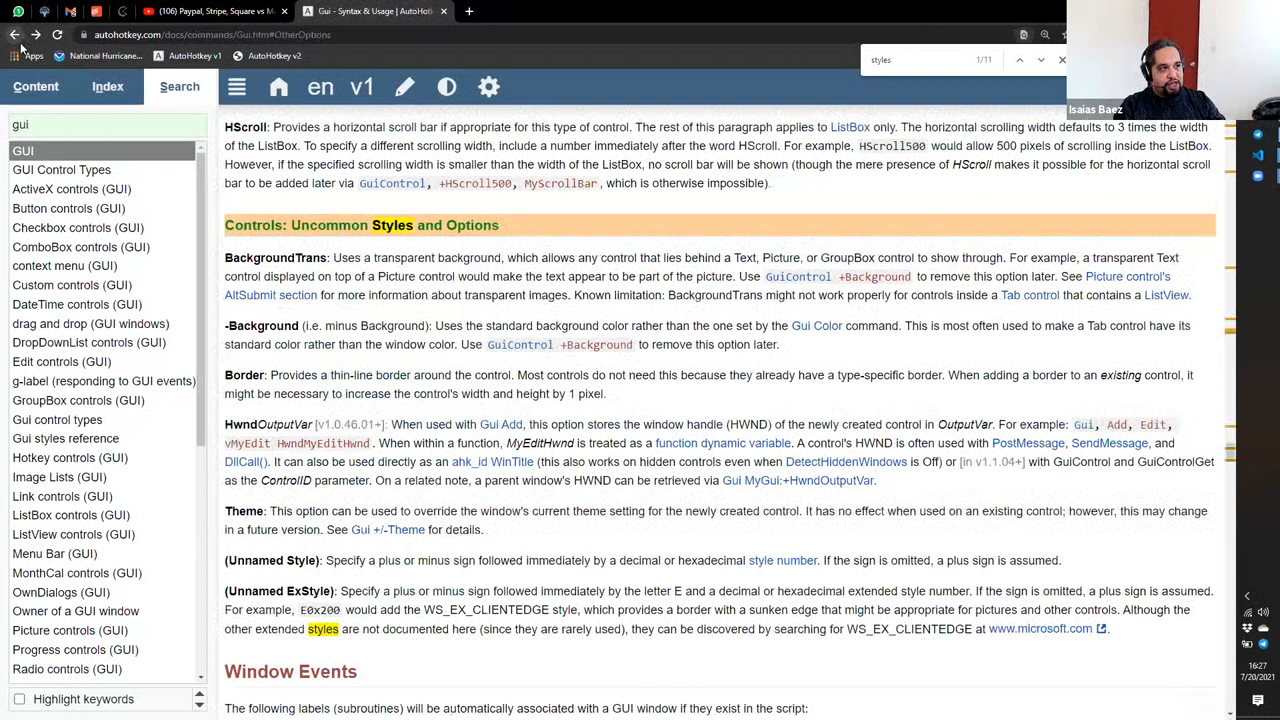 (106) Paypal, Stripe, Square vs M
Gui - Syntax & Usage | AutoHotke
autohotkey.com/docs/commands/Gui.htm#OtherOptions
Apps
National Hurricane...
AutoHotkey v1
AutoHotkey v2
styles
1/11
Isaias Baez
Content
Index
Search
en
v1
gui
GUI
GUI Control Types
ActiveX controls (GUI)
Button controls (GUI)
Checkbox controls (GUI)
ComboBox controls (GUI)
context menu (GUI)
Custom controls (GUI)
DateTime controls (GUI)
drag and drop (GUI windows)
DropDownList controls (GUI)
Edit controls (GUI)
g-label (responding to GUI events)
GroupBox controls (GUI)
Gui control types
Gui styles reference
Hotkey controls (GUI)
Image Lists (GUI)
Link controls (GUI)
ListBox controls (GUI)
ListView controls (GUI)
Menu Bar (GUI)
MonthCal controls (GUI)
OwnDialogs (GUI)
Owner of a GUI window
Picture controls (GUI)
Progress controls (GUI)
Radio controls (GUI)
Highlight keywords
HScroll: Provides a horizontal scroll bar if appropriate for this type of control. The rest of this paragraph applies to ListBox only. The horizontal scrolling width defaults to 3 times the width
of the ListBox. To specify a different scrolling width, include a number immediately after the word HScroll. For example, HScroll500 would allow 500 pixels of scrolling inside the ListBox.
However, if the specified scrolling width is smaller than the width of the ListBox, no scroll bar will be shown (though the mere presence of HScroll makes it possible for the horizontal scroll
bar to be added later via GuiControl, +HScroll500, MyScrollBar, which is otherwise impossible).
Controls: Uncommon Styles and Options
BackgroundTrans: Uses a transparent background, which allows any control that lies behind a Text, Picture, or GroupBox control to show through. For example, a transparent Text
control displayed on top of a Picture control would make the text appear to be part of the picture. Use GuiControl +Background to remove this option later. See Picture control's
AltSubmit section for more information about transparent images. Known limitation: BackgroundTrans might not work properly for controls inside a Tab control that contains a ListView.
-Background (i.e. minus Background): Uses the standard background color rather than the one set by the Gui Color command. This is most often used to make a Tab control have its
standard color rather than the window color. Use GuiControl +Background to remove this option later.
Border: Provides a thin-line border around the control. Most controls do not need this because they already have a type-specific border. When adding a border to an existing control, it
might be necessary to increase the control's width and height by 1 pixel.
HwndOutputVar [v1.0.46.01+]: When used with Gui Add, this option stores the window handle (HWND) of the newly created control in OutputVar. For example: Gui, Add, Edit,
vMyEdit HwndMyEditHwnd. When within a function, MyEditHwnd is treated as a function dynamic variable. A control's HWND is often used with PostMessage, SendMessage, and
DllCall(). It can also be used directly as an ahk_id WinTitle (this also works on hidden controls even when DetectHiddenWindows is Off) or [in v1.1.04+] with GuiControl and GuiControlGet
as the ControlID parameter. On a related note, a parent window's HWND can be retrieved via Gui MyGui:+HwndOutputVar.
Theme: This option can be used to override the window's current theme setting for the newly created control. It has no effect when used on an existing control; however, this may change
in a future version. See Gui +/-Theme for details.
(Unnamed Style): Specify a plus or minus sign followed immediately by a decimal or hexadecimal style number. If the sign is omitted, a plus sign is assumed.
(Unnamed ExStyle): Specify a plus or minus sign followed immediately by the letter E and a decimal or hexadecimal extended style number. If the sign is omitted, a plus sign is assumed.
For example, E0x200 would add the WS_EX_CLIENTEDGE style, which provides a border with a sunken edge that might be appropriate for pictures and other controls. Although the
other extended styles are not documented here (since they are rarely used), they can be discovered by searching for WS_EX_CLIENTEDGE at www.microsoft.com.
Window Events
The following labels (subroutines) will be automatically associated with a GUI window if they exist in the script:
16:27
7/20/2021